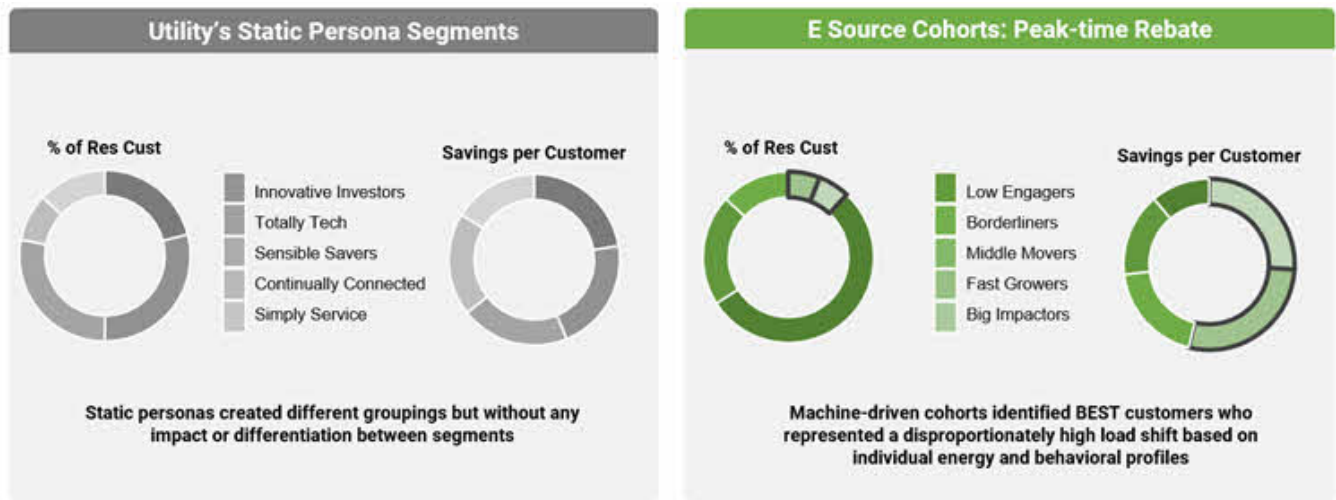 Utility's Static Persona Segments
% of Res Cust
Savings per Customer
Innovative Investors
Totally Tech
Sensible Savers
Continually Connected
Simply Service
Static personas created different groupings but without any
impact or differentiation between segments
E Source Cohorts: Peak-time Rebate
% of Res Cust
Savings per Customer
Low Engagers
Borderliners
Middle Movers
Fast Growers
Big Impactors
Machine-driven cohorts identified BEST customers who
represented a disproportionately high load shift based on
individual energy and behavioral profiles